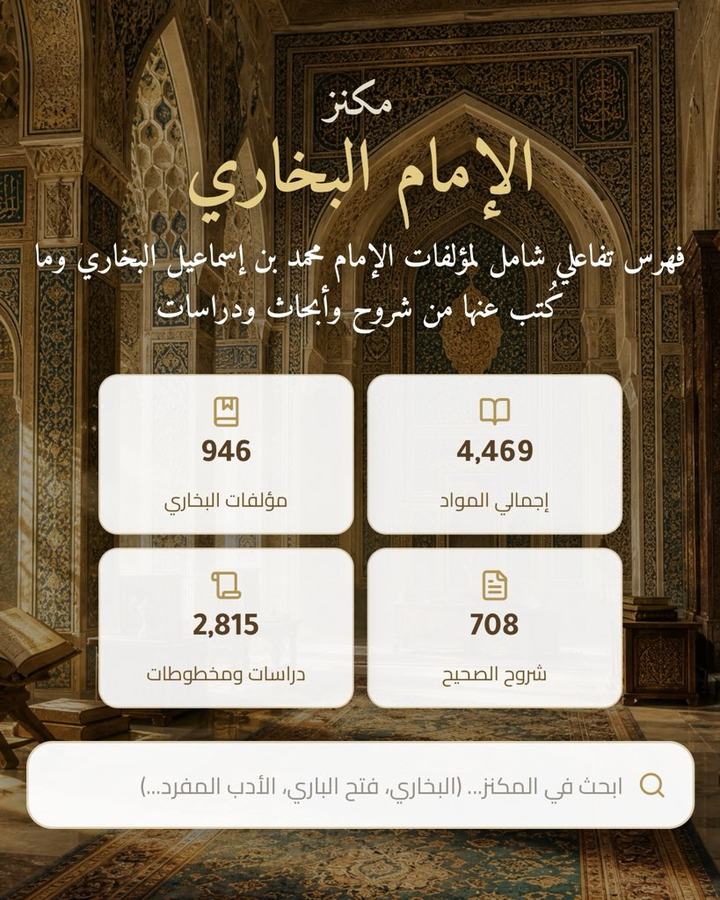 مكنز
الإمام البخاري
فهرس تفاعلي شامل لمؤلفات الإمام محمد بن إسماعيل البخاري وما
كُتب عنها من شروح وأبحاث ودراسات
4,469
إجمالي المواد
946
مؤلفات البخاري
708
شروح الصحيح
2,815
دراسات ومخطوطات
ابحث في المكنز... (البخاري، فتح الباري، الأدب المفرد...)